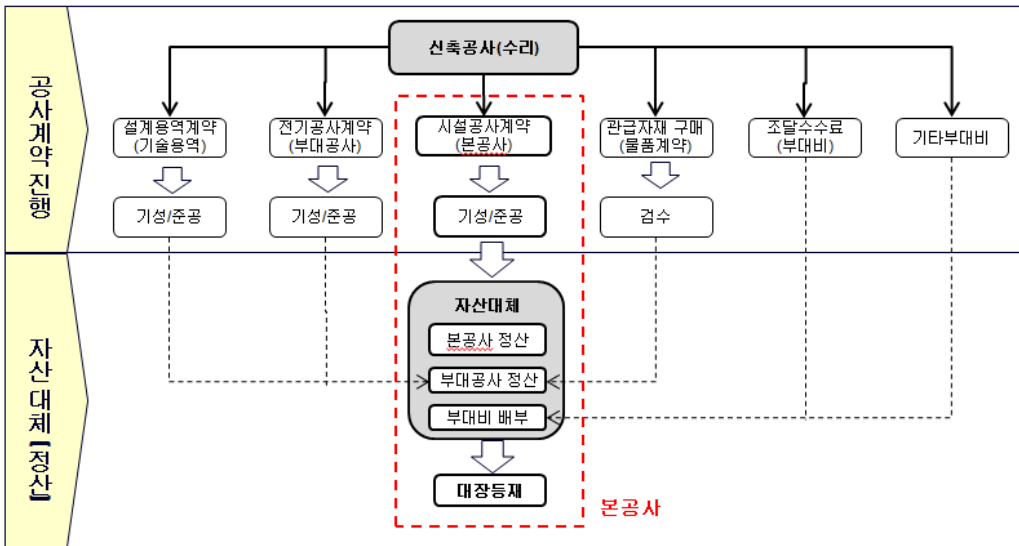 공사계약진행
신축공사(수리)
설계용역계약
(기술용역)
전기공사계약
(부대공사)
시설공사계약
(본공사)
관급자재 구매
(물품계약)
조달수수료
(부대비)
기타부대비
기성/준공
기성/준공
기성/준공
검수
자산대체(정산)
자산대체
본공사 정산
부대공사 정산
부대비 배부
대장등재
본공사